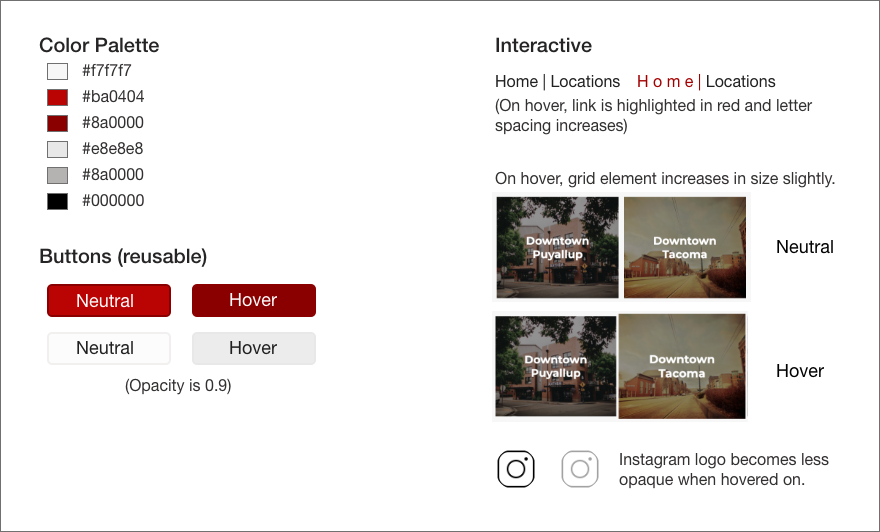 Color Palette
#f7f7f7
#ba0404
#8a0000
#e8e8e8
#8a0000
#000000
Buttons (reusable)
Neutral
Hover
Neutral
Hover
(Opacity is 0.9)
Interactive
Home | Locations Home | Locations
(On hover, link is highlighted in red and letter
spacing increases)
On hover, grid element increases in size slightly.
Downtown
Puyallup
Downtown
Tacoma
Neutral
Downtown
Puyallup
Downtown
Tacoma
Hover
Instagram logo becomes less
opaque when hovered on.